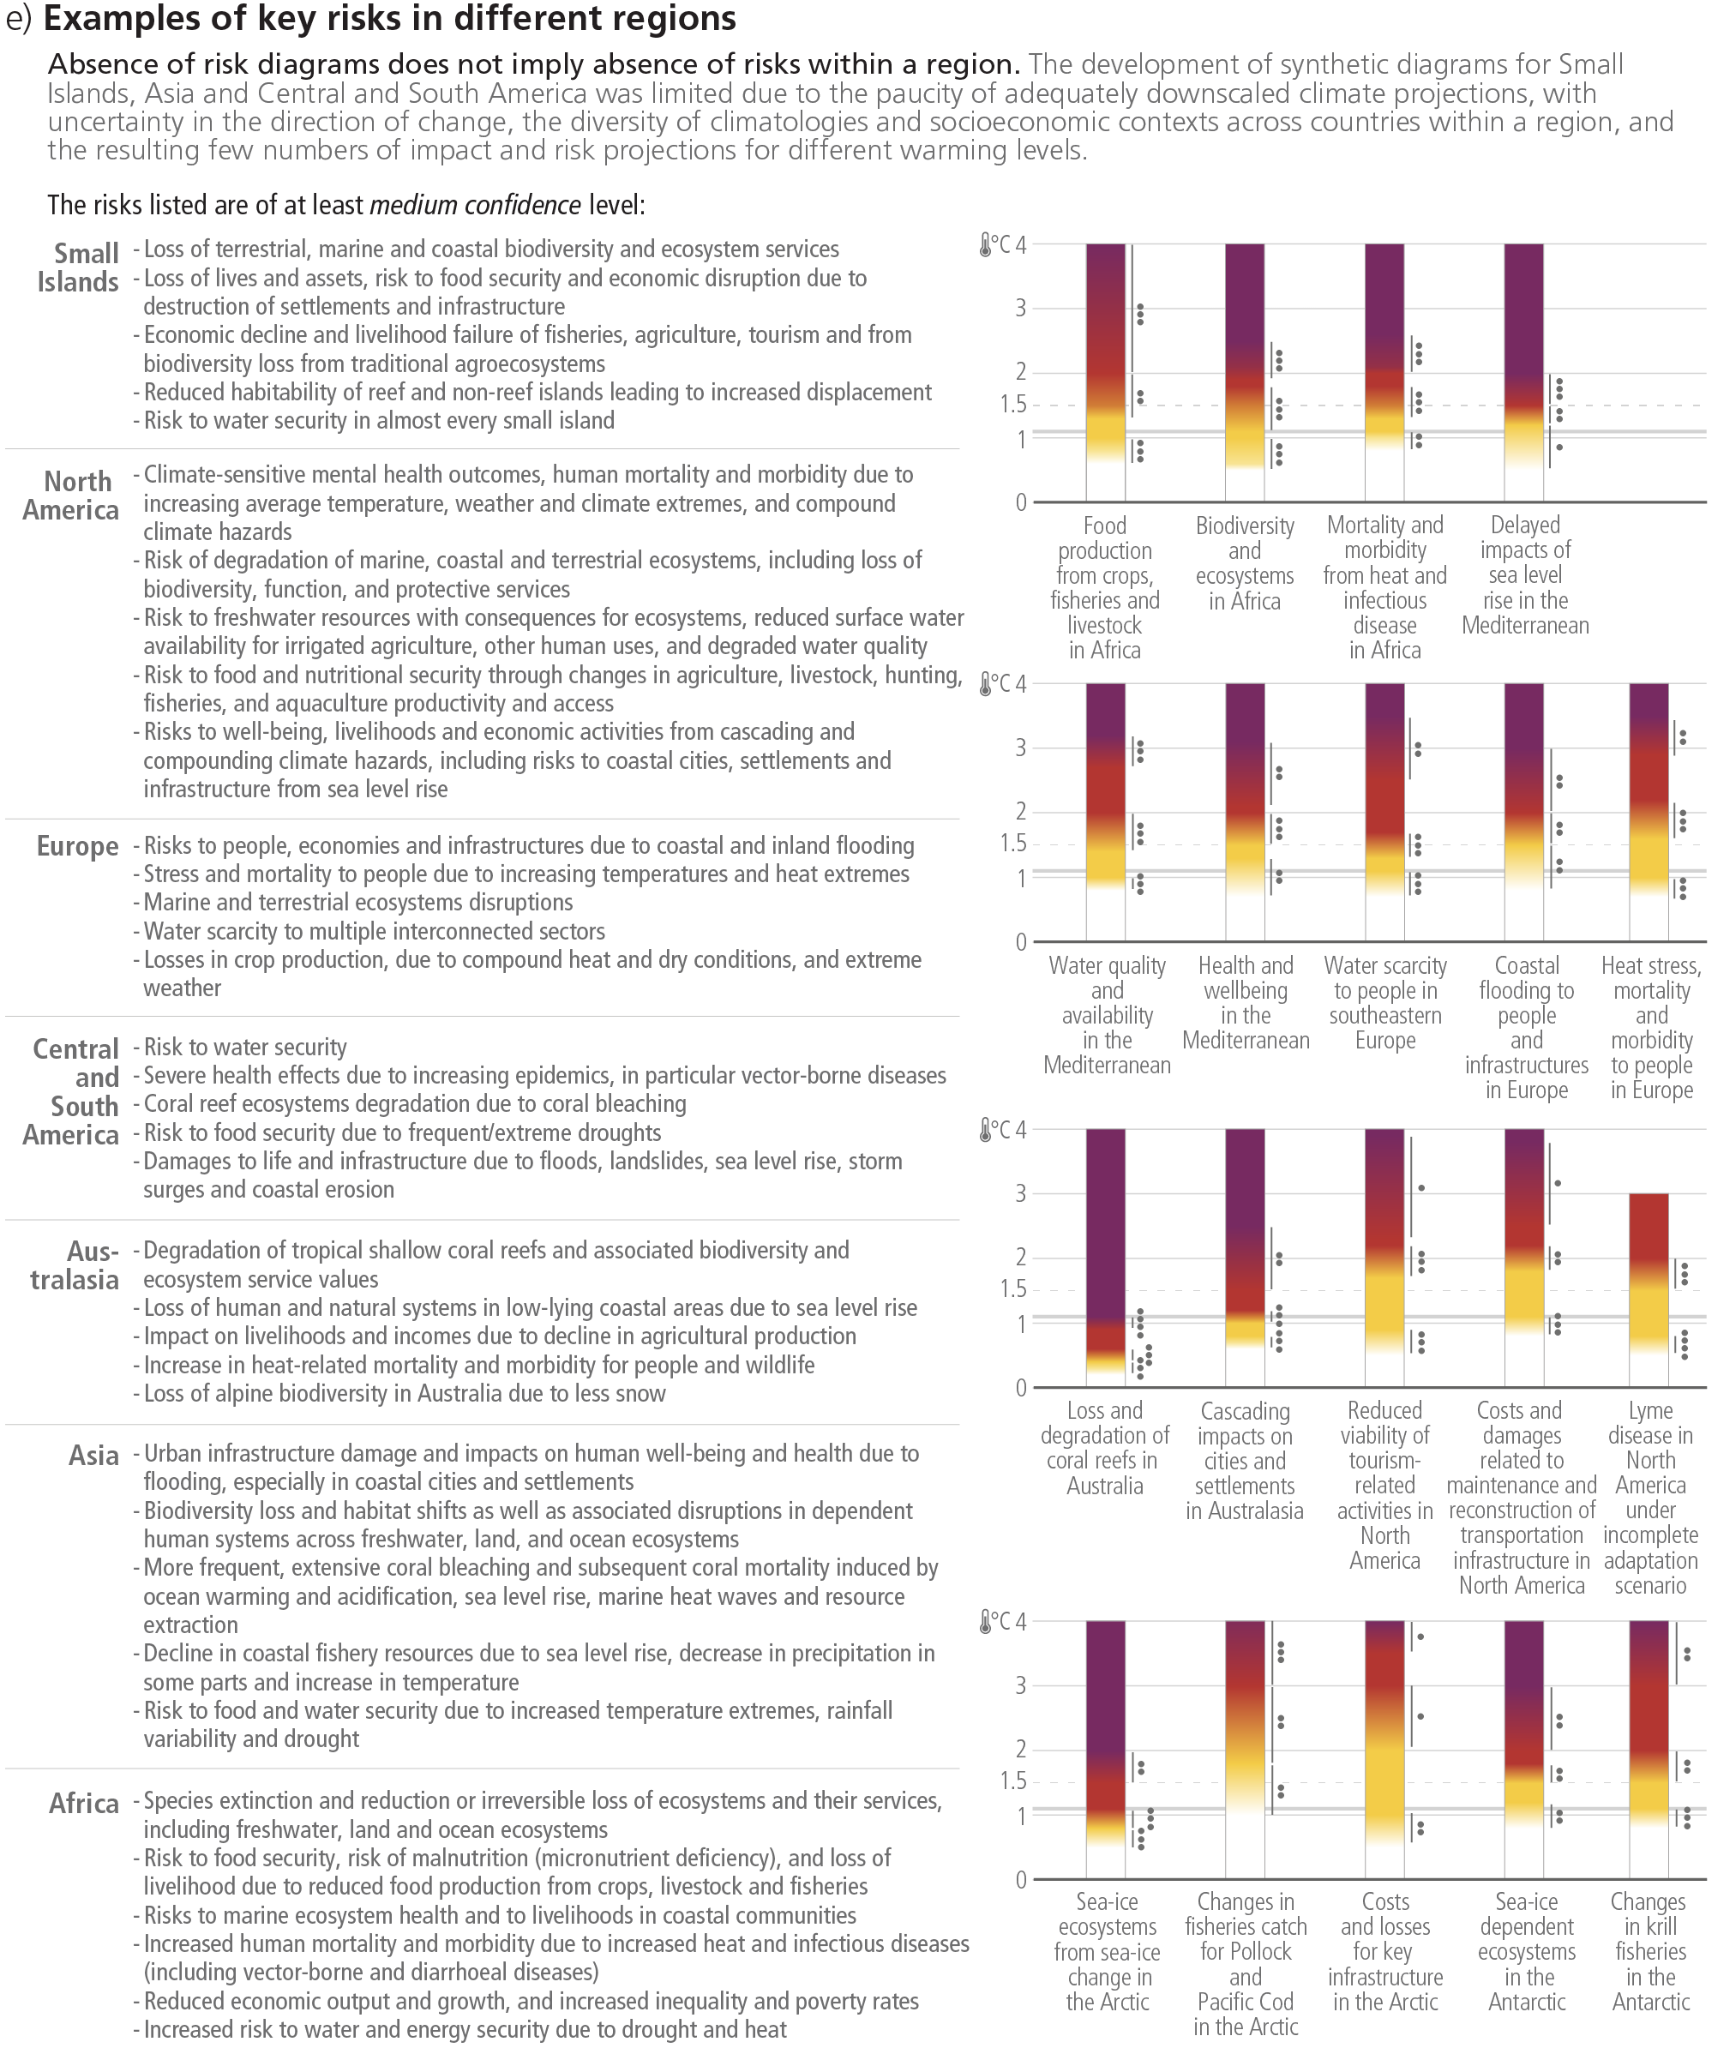 e) Examples of key risks in different regions
Absence of risk diagrams does not imply absence of risks within a region. The development of synthetic diagrams for Small
Islands, Asia and Central and South America was limited due to the paucity of adequately downscaled climate projections, with
uncertainty in the direction of change, the diversity of climatologies and socioeconomic contexts across countries within a region, and
the resulting few numbers of impact and risk projections for different warming levels.
The risks listed are of at least medium confidence level:
Small
Islands
- Loss of terrestrial, marine and coastal biodiversity and ecosystem services
- Loss of lives and assets, risk to food security and economic disruption due to
destruction of settlements and infrastructure
- Economic decline and livelihood failure of fisheries, agriculture, tourism and from
biodiversity loss from traditional agroecosystems
- Reduced habitability of reef and non-reef islands leading to increased displacement
- Risk to water security in almost every small island
North
America
- Climate-sensitive mental health outcomes, human mortality and morbidity due to
increasing average temperature, weather and climate extremes, and compound
climate hazards
- Risk of degradation of marine, coastal and terrestrial ecosystems, including loss of
biodiversity, function, and protective services
- Risk to freshwater resources with consequences for ecosystems, reduced surface water
availability for irrigated agriculture, other human uses, and degraded water quality
- Risk to food and nutritional security through changes in agriculture, livestock, hunting,
fisheries, and aquaculture productivity and access
- Risks to well-being, livelihoods and economic activities from cascading and
compounding climate hazards, including risks to coastal cities, settlements and
infrastructure from sea level rise
Europe
- Risks to people, economies and infrastructures due to coastal and inland flooding
- Stress and mortality to people due to increasing temperatures and heat extremes
- Marine and terrestrial ecosystems disruptions
- Water scarcity to multiple interconnected sectors
- Losses in crop production, due to compound heat and dry conditions, and extreme
weather
Central
and
South
America
- Risk to water security
- Severe health effects due to increasing epidemics, in particular vector-borne diseases
- Coral reef ecosystems degradation due to coral bleaching
- Risk to food security due to frequent/extreme droughts
- Damages to life and infrastructure due to floods, landslides, sea level rise, storm
surges and coastal erosion
Aus-
tralasia
- Degradation of tropical shallow coral reefs and associated biodiversity and
ecosystem service values
- Loss of human and natural systems in low-lying coastal areas due to sea level rise
- Impact on livelihoods and incomes due to decline in agricultural production
- Increase in heat-related mortality and morbidity for people and wildlife
- Loss of alpine biodiversity in Australia due to less snow
Asia
- Urban infrastructure damage and impacts on human well-being and health due to
flooding, especially in coastal cities and settlements
- Biodiversity loss and habitat shifts as well as associated disruptions in dependent
human systems across freshwater, land, and ocean ecosystems
- More frequent, extensive coral bleaching and subsequent coral mortality induced by
ocean warming and acidification, sea level rise, marine heat waves and resource
extraction
- Decline in coastal fishery resources due to sea level rise, decrease in precipitation in
some parts and increase in temperature
- Risk to food and water security due to increased temperature extremes, rainfall
variability and drought
Africa
- Species extinction and reduction or irreversible loss of ecosystems and their services,
including freshwater, land and ocean ecosystems
- Risk to food security, risk of malnutrition (micronutrient deficiency), and loss of
livelihood due to reduced food production from crops, livestock and fisheries
- Risks to marine ecosystem health and to livelihoods in coastal communities
- Increased human mortality and morbidity due to increased heat and infectious diseases
(including vector-borne and diarrhoeal diseases)
- Reduced economic output and growth, and increased inequality and poverty rates
- Increased risk to water and energy security due to drought and heat
°C 4
3
2
1.5
1
0
Food
production
from crops,
fisheries and
livestock
in Africa
Biodiversity
and
ecosystems
in Africa
Mortality and
morbidity
from heat and
infectious
disease
in Africa
Delayed
impacts of
sea level
rise in the
Mediterranean
°C 4
3
2
1.5
1
0
Water quality
and
availability
in the
Mediterranean
Health and
wellbeing
in the
Mediterranean
Water scarcity
to people in
southeastern
Europe
Coastal
flooding to
people
and
infrastructures
in Europe
Heat stress,
mortality
and
morbidity
to people
in Europe
°C 4
3
2
1.5
1
0
Loss and
degradation of
coral reefs in
Australia
Cascading
impacts on
cities and
settlements
in Australasia
Reduced
viability of
tourism-
related
activities in
North
America
Costs and
damages
related to
maintenance and
reconstruction of
transportation
infrastructure in
North America
Lyme
disease in
North
America
under
incomplete
adaptation
scenario
°C 4
3
2
1.5
1
0
Sea-ice
ecosystems
from sea-ice
change in
the Arctic
Changes in
fisheries catch
for Pollock
and
Pacific Cod
in the Arctic
Costs
and losses
for key
infrastructure
in the Arctic
Sea-ice
dependent
ecosystems
in the
Antarctic
Changes
in krill
fisheries
in the
Antarctic